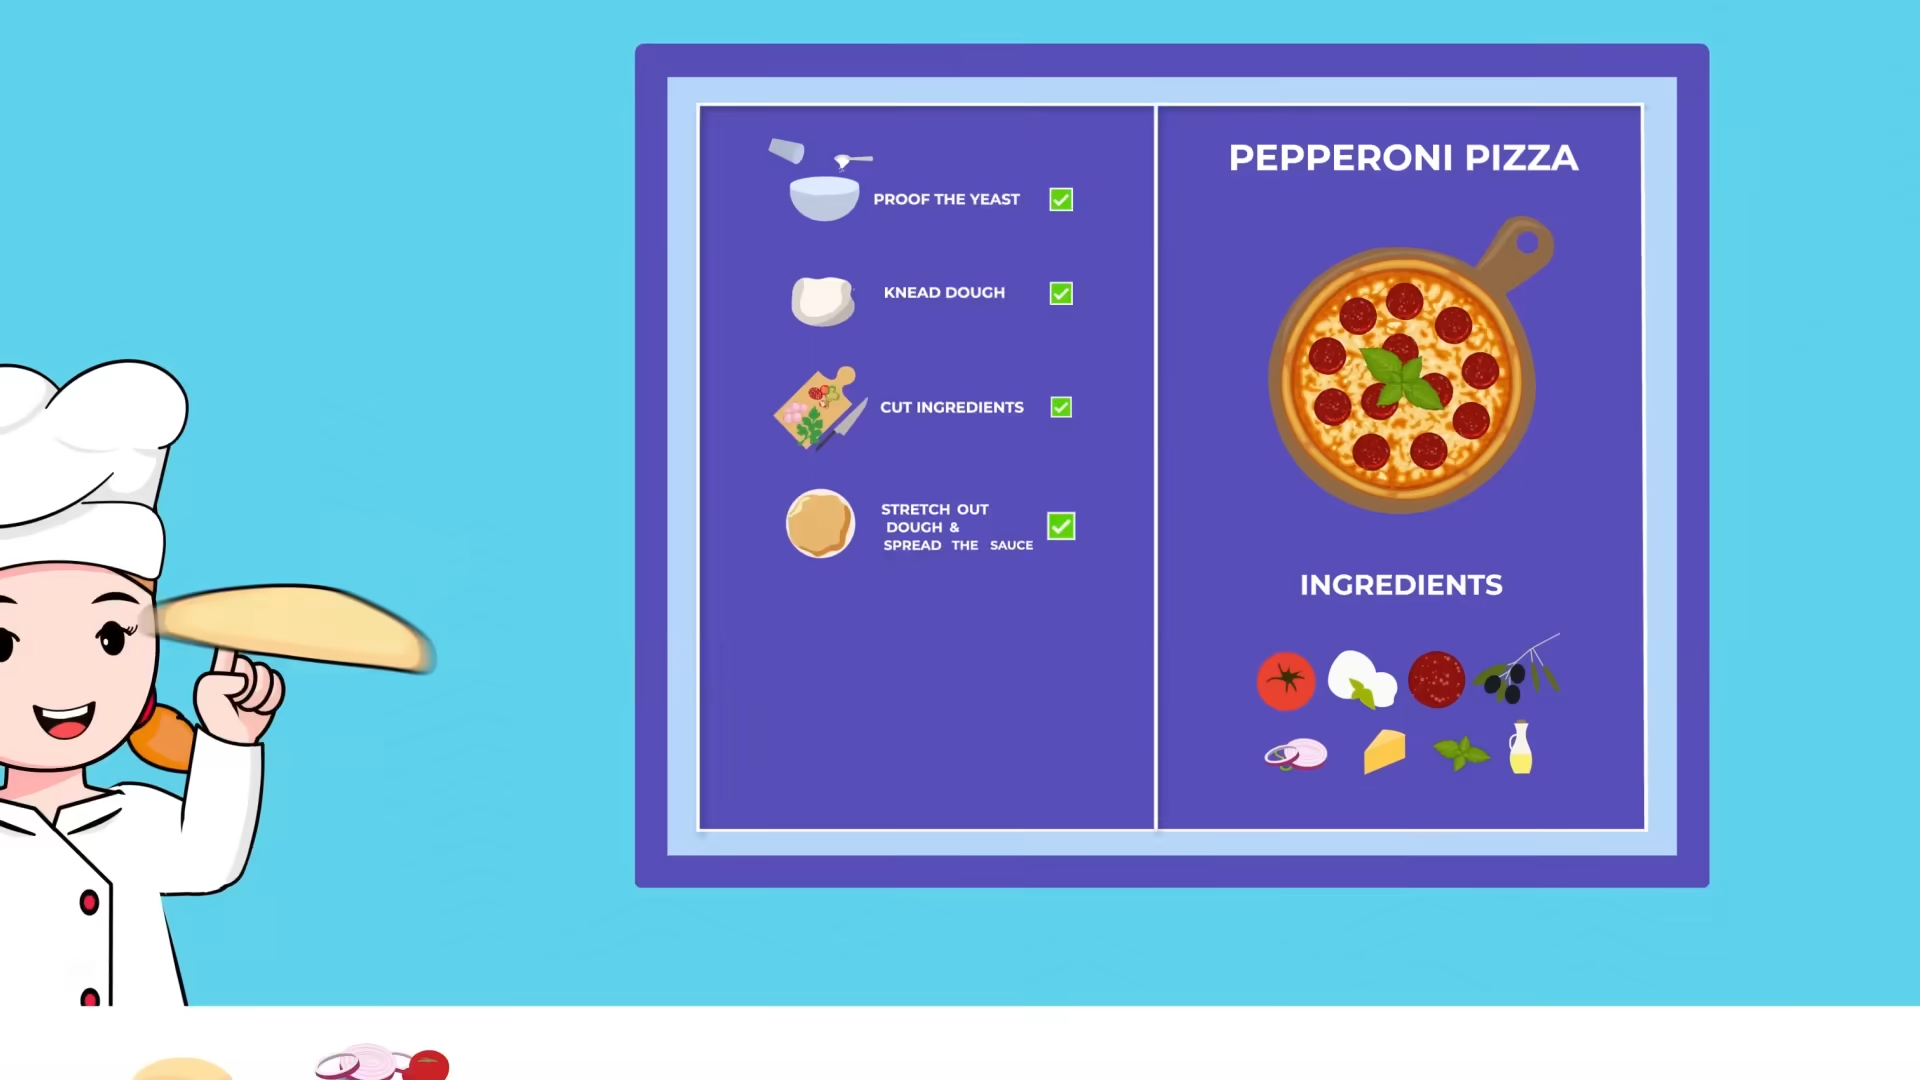 PROOF THE YEAST
KNEAD DOUGH
CUT INGREDIENTS
STRETCH OUT
DOUGH &
SPREAD THE SAUCE
PEPPERONI PIZZA
INGREDIENTS